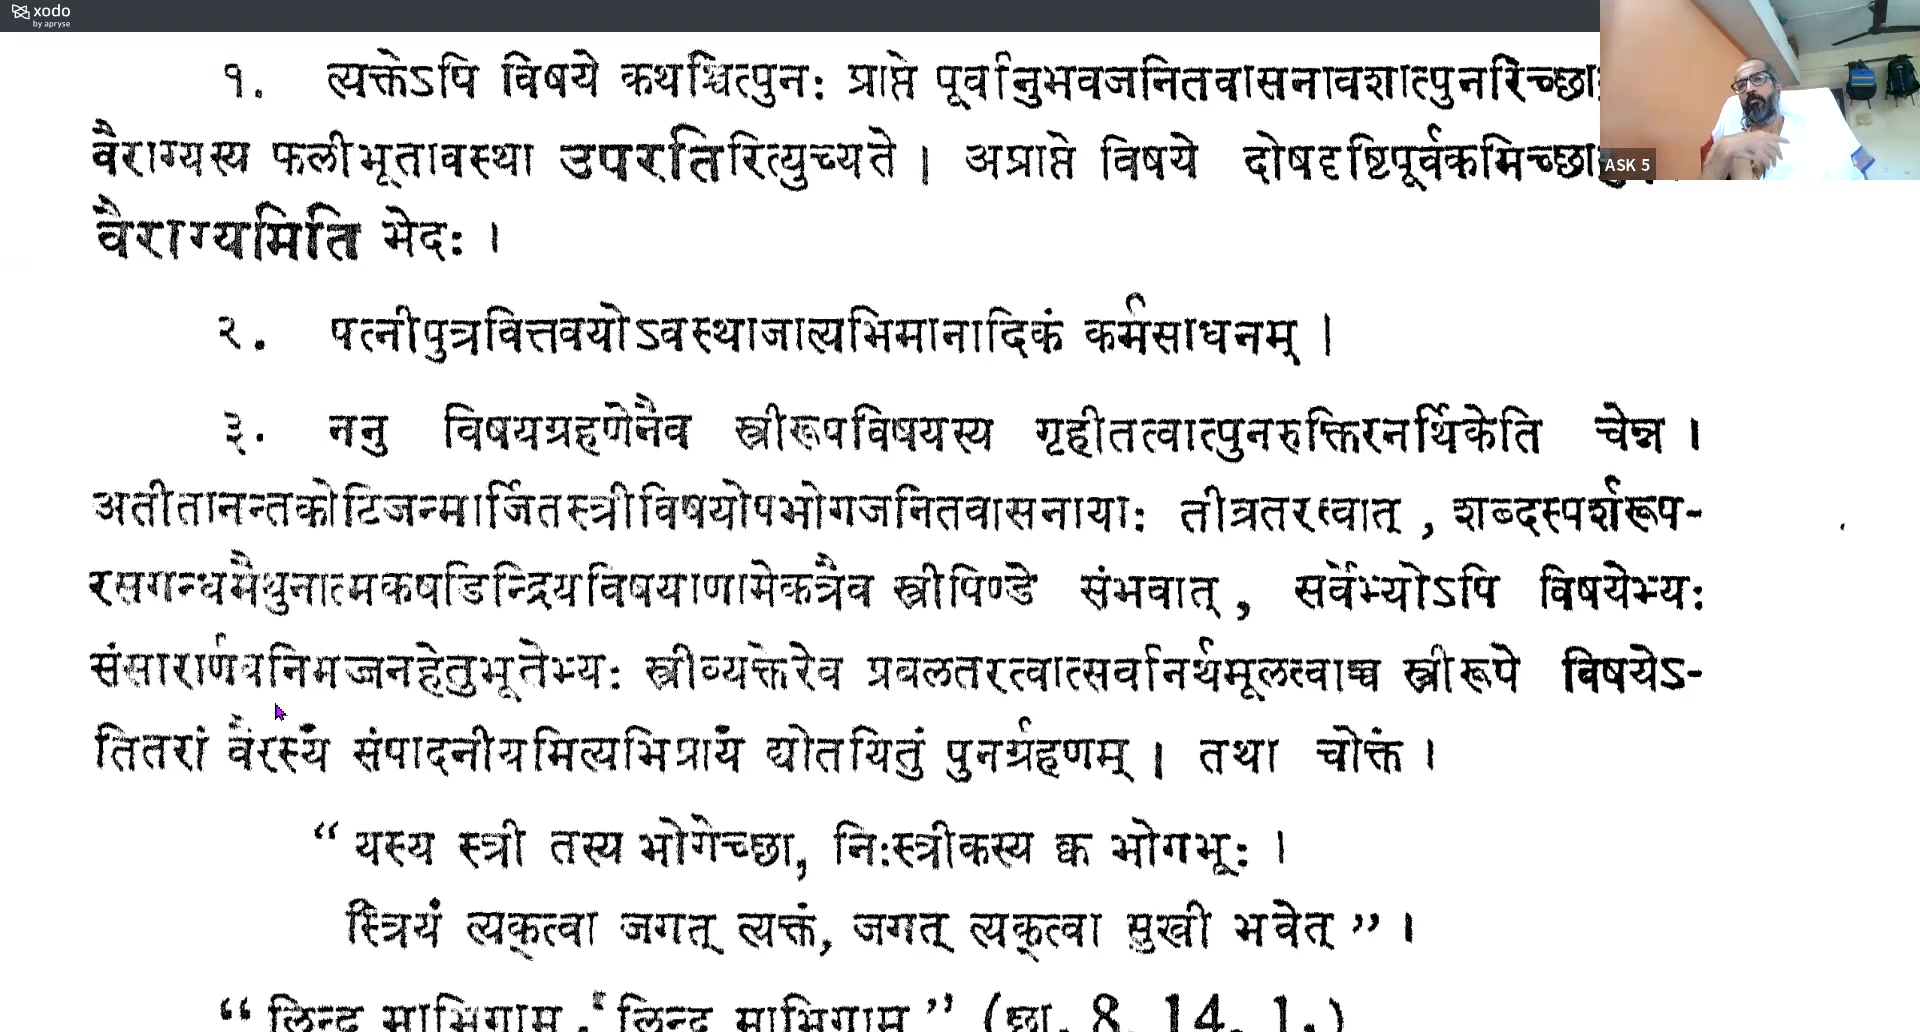 xodo
by apryse
१. त्यक्तेऽपि विषये कथञ्चित्पुनः प्राप्ते पूर्वानुभवजनितवासनावशात्पुनरिच्छा
वैराग्यस्य फलीभूतावस्था उपरतिरित्युच्यते । अप्राप्ते विषये दोषदृष्टिपूर्वकमिच्छा
ASK 5
वैराग्यमिति भेदः ।
२. पत्नीपुत्रवित्तवयोऽवस्थाजात्यभिमानादिकं कर्मसाधनम् ।
३. ननु विषयग्रहणेनैव स्त्रीरूपविषयस्य गृहीतत्वात्पुनरुक्तिरनर्थिकेति चेन्न ।
अतीतानन्तकोटिजन्मार्जितस्त्रीविषयोपभोगजनितवासनायाः तीव्रतरत्वात् , शब्दस्पर्शरूप-
रसगन्धमैथुनात्मकषडिन्द्रियविषयाणामेकत्रैव स्त्रीपिण्डे संभवात् , सर्वेभ्योऽपि विषयेभ्यः
संसारार्णवनिमज्जनहेतुभूतेभ्यः स्त्रीव्यक्तेरेव प्रबलतरत्वात्सर्वानर्थमूलत्वाच्च स्त्रीरूपे विषयेऽ-
तितरां वैरस्यं संपादनीयमित्यभिप्रायं द्योतयितुं पुनर्ग्रहणम् । तथा चोक्तं ।
“ यस्य स्त्री तस्य भोगेच्छा, निःस्त्रीकस्य क्व भोगभूः ।
स्त्रियं त्यक्त्वा जगत् त्यक्तं, जगत् त्यक्त्वा सुखी भवेत् ” ।
“ लिन्दु माभिगाम् , लिन्दु माभिगाम् ” (छा. 8. 14. 1.)